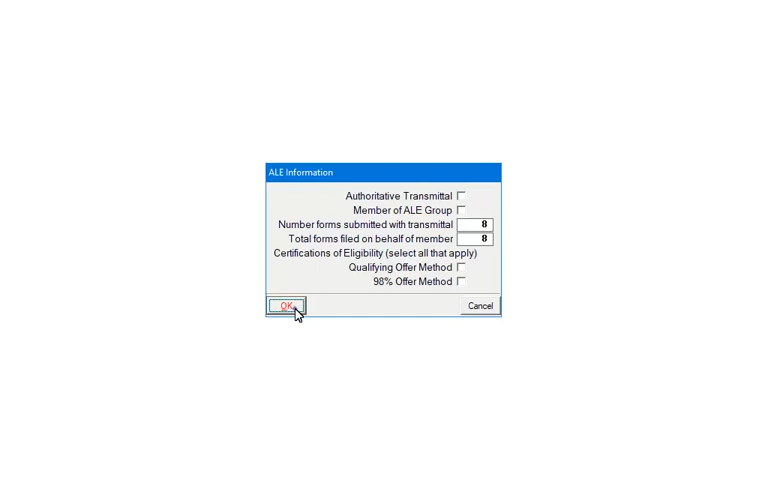 ALE Information
Authoritative Transmittal
Member of ALE Group
Number forms submitted with transmittal 8
Total forms filed on behalf of member 8
Certifications of Eligibility (select all that apply)
Qualifying Offer Method
98% Offer Method
OK Cancel